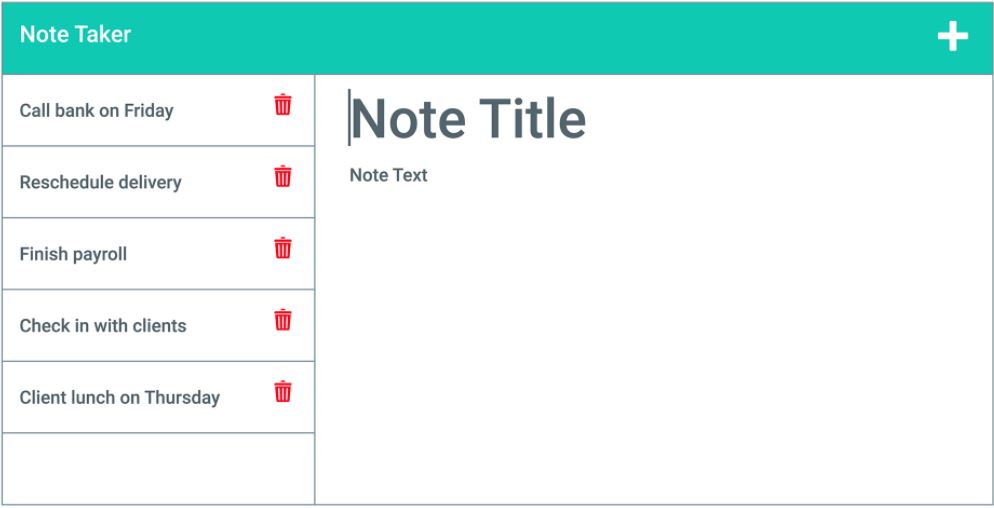 Note Taker
Call bank on Friday
Reschedule delivery
Finish payroll
Check in with clients
Client lunch on Thursday
Note Title
Note Text